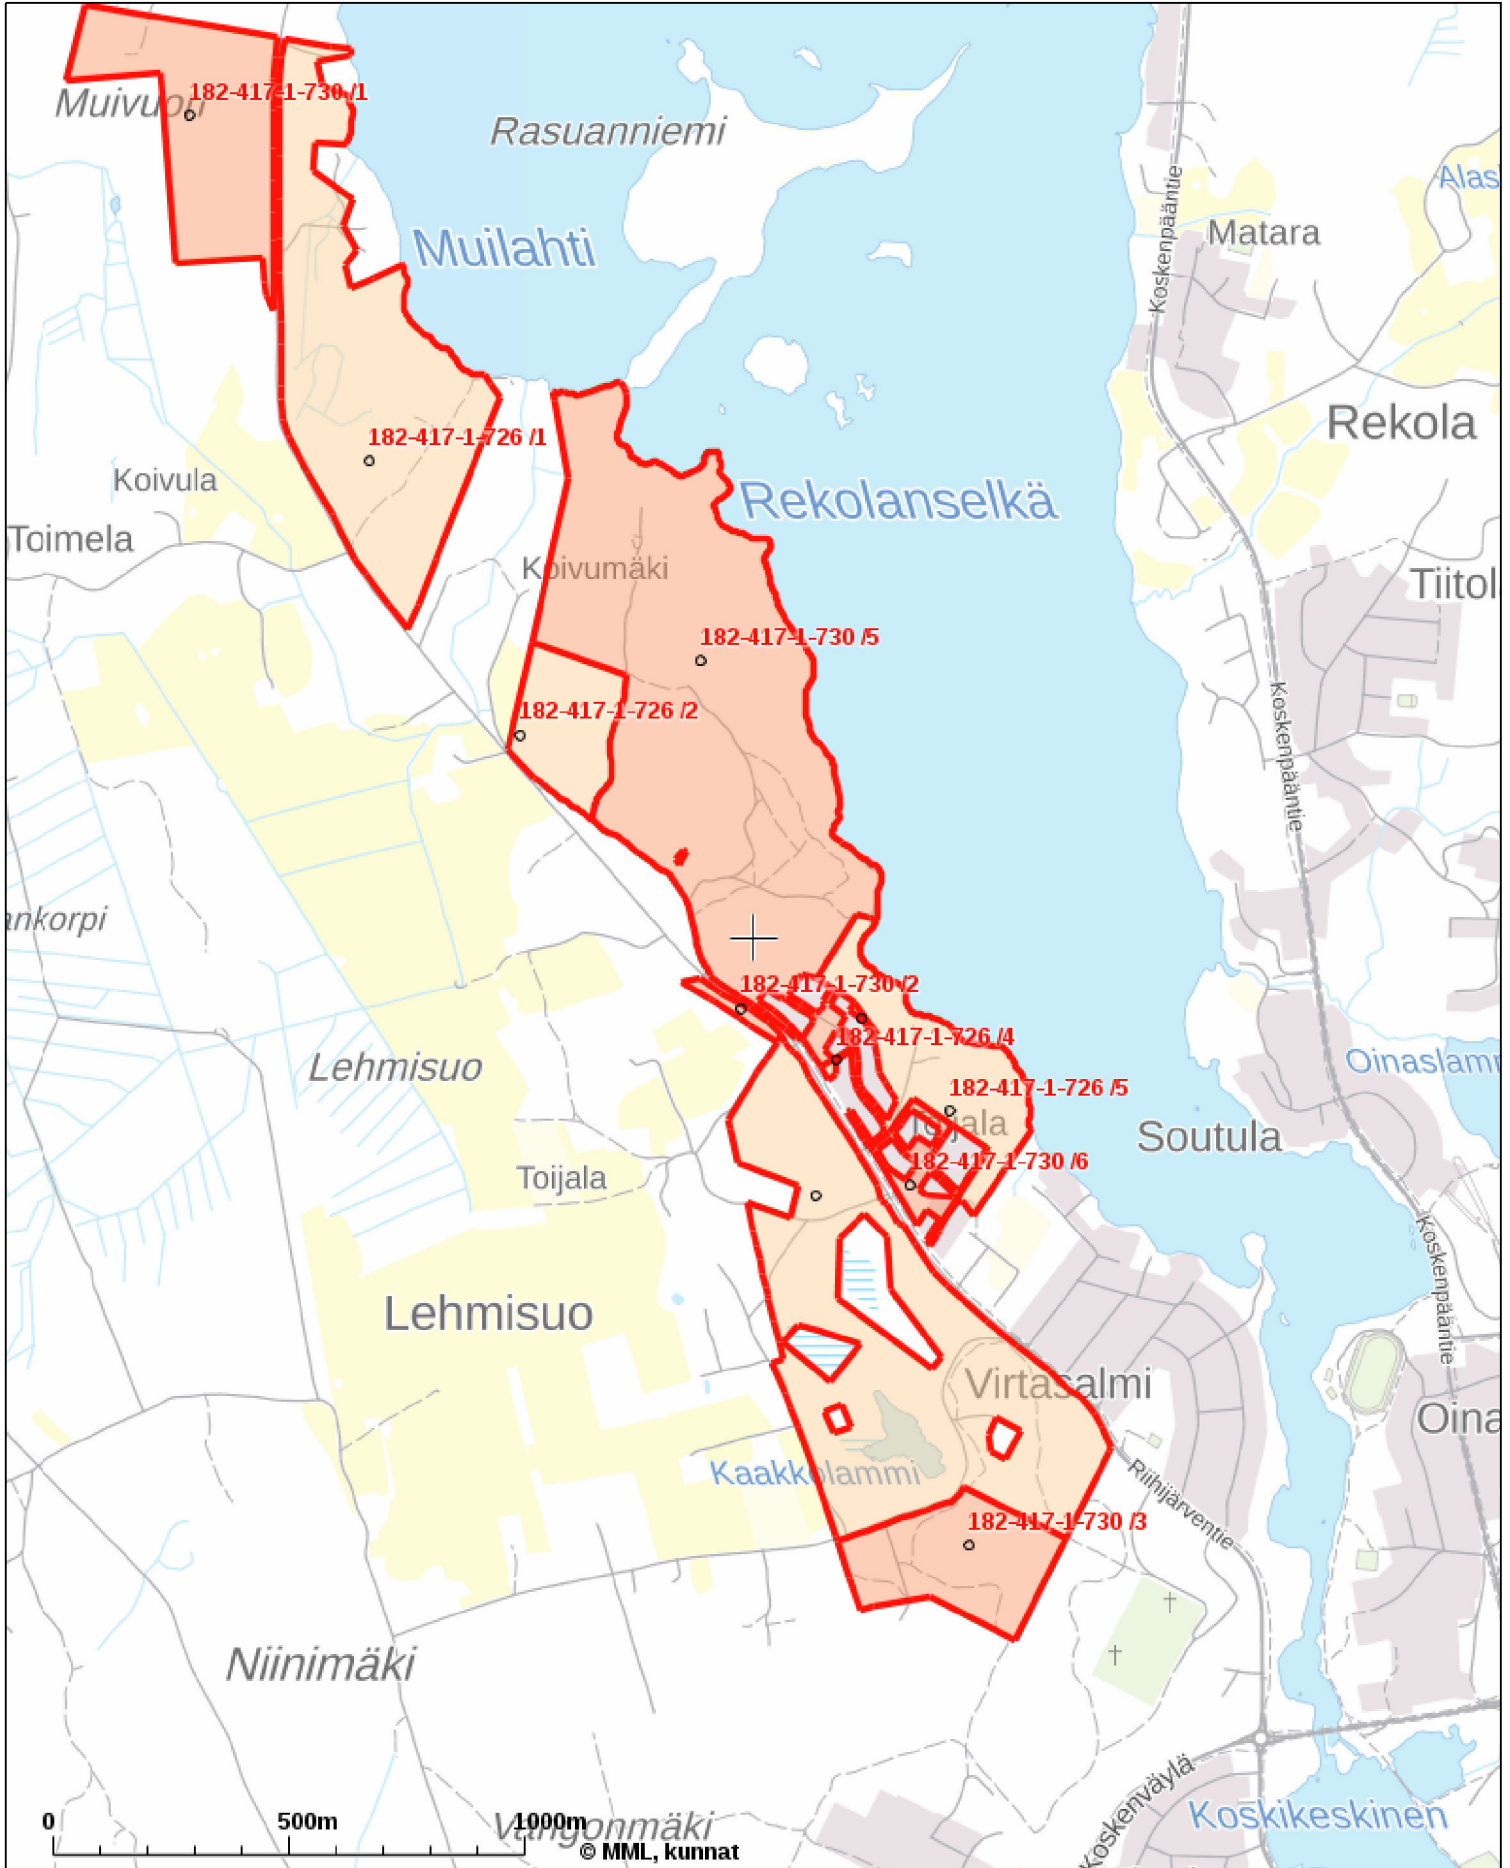 182-417-1-730 /1
Muivuori
Rasuanniemi
Koskenpääntie
Alas
Matara
Muilahti
Rekola
182-417-1-726 /1
Koivula
Rekolanselkä
Toimela
Koivumäki
Tiitol
182-417-1-730 /5
182-417-1-726 /2
Koskenpääntie
ankorpi
182-417-1-730 /2
182-417-1-726 /4
Lehmisuo
Oinaslam
182-417-1-726 /5
Toijala
Soutula
182-417-1-730 /6
Toijala
Koskenpääntie
Lehmisuo
Virtasalmi
Oina
Kaakkolammi
Riihijärventie
182-417-1-730 /3
Niinimäki
Koskenväylä
Koskikeskinen
0 500m 1000m
Vangonmäki
© MML, kunnat